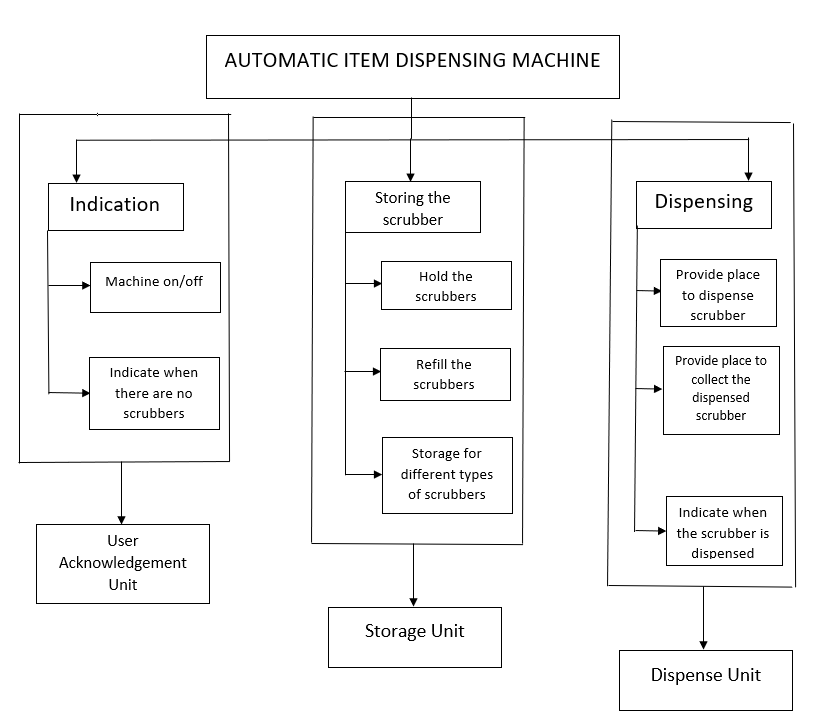 AUTOMATIC ITEM DISPENSING MACHINE
Indication
Machine on/off
Indicate when
there are no
scrubbers
User
Acknowledgement
Unit
Storing the
scrubber
Hold the
scrubbers
Refill the
scrubbers
Storage for
different types
of scrubbers
Storage Unit
Dispensing
Provide place
to dispense
scrubber
Provide place to
collect the
dispensed
scrubber
Indicate when
the scrubber is
dispensed
Dispense Unit